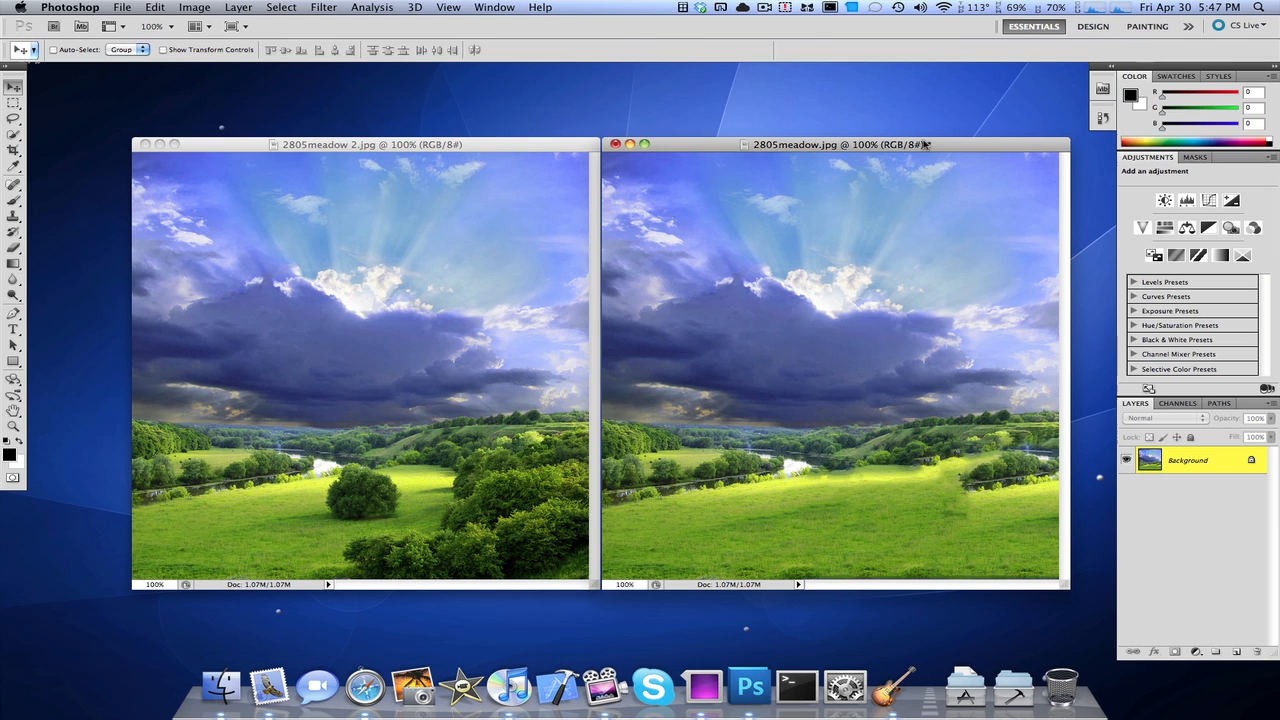 Photoshop File Edit Image Layer Select Filter Analysis 3D View Window Help 113° 69% 70% Fri Apr 30 5:47 PM
Ps Br Mb 100% ESSENTIALS DESIGN PAINTING CS Live
Auto-Select: Group Show Transform Controls
COLOR SWATCHES STYLES
Mb
R 0
G 0
B 0
2805meadow 2.jpg @ 100% (RGB/8#)
2805meadow.jpg @ 100% (RGB/8#)
ADJUSTMENTS MASKS
Add an adjustment
Levels Presets
Curves Presets
Exposure Presets
Hue/Saturation Presets
Black & White Presets
Channel Mixer Presets
Selective Color Presets
LAYERS CHANNELS PATHS
Normal Opacity: 100%
Lock: Fill: 100%
Background
100% Doc: 1.07M/1.07M
100% Doc: 1.07M/1.07M
Ps